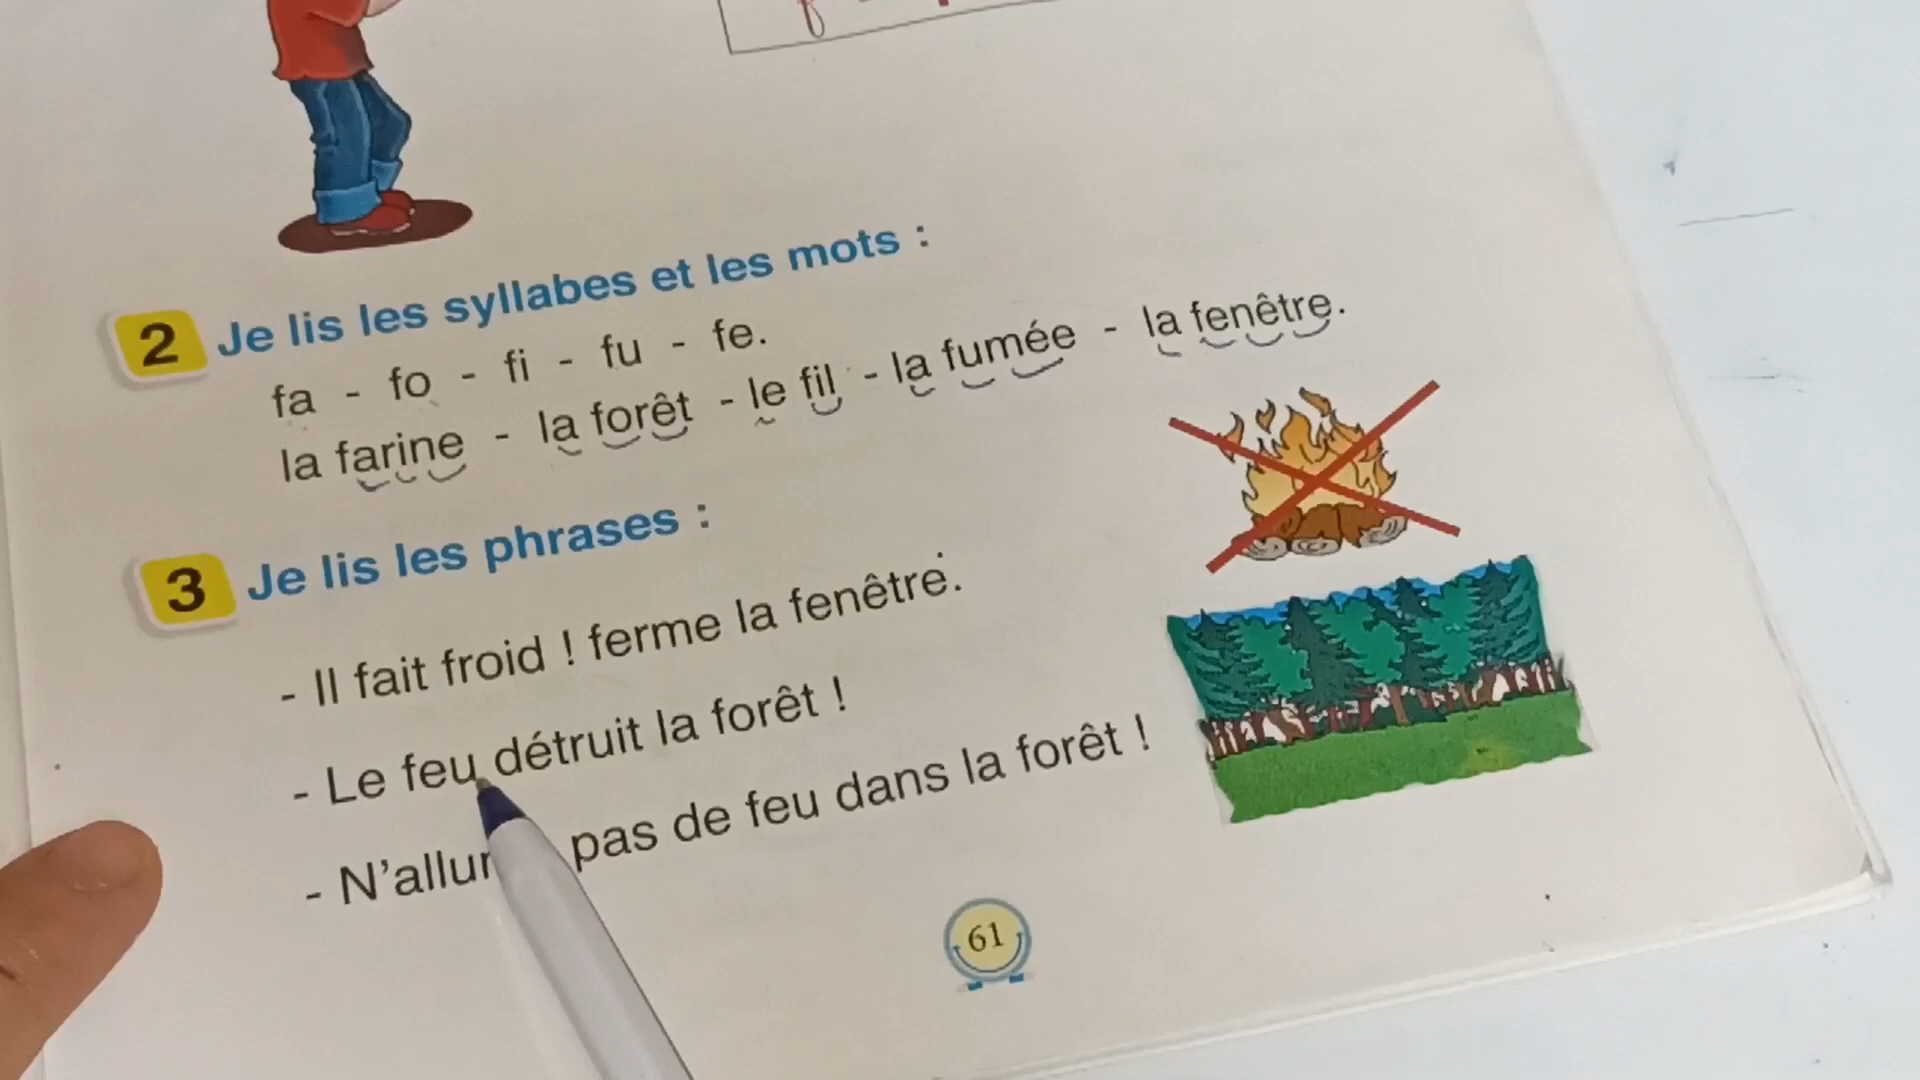 2 Je lis les syllabes et les mots :
fa - fo - fi - fu - fe.
la farine - la forêt - le fil - la fumée - la fenêtre.
3 Je lis les phrases :
- Il fait froid ! ferme la fenêtre.
- Le feu détruit la forêt !
- pas de feu dans la forêt !
61